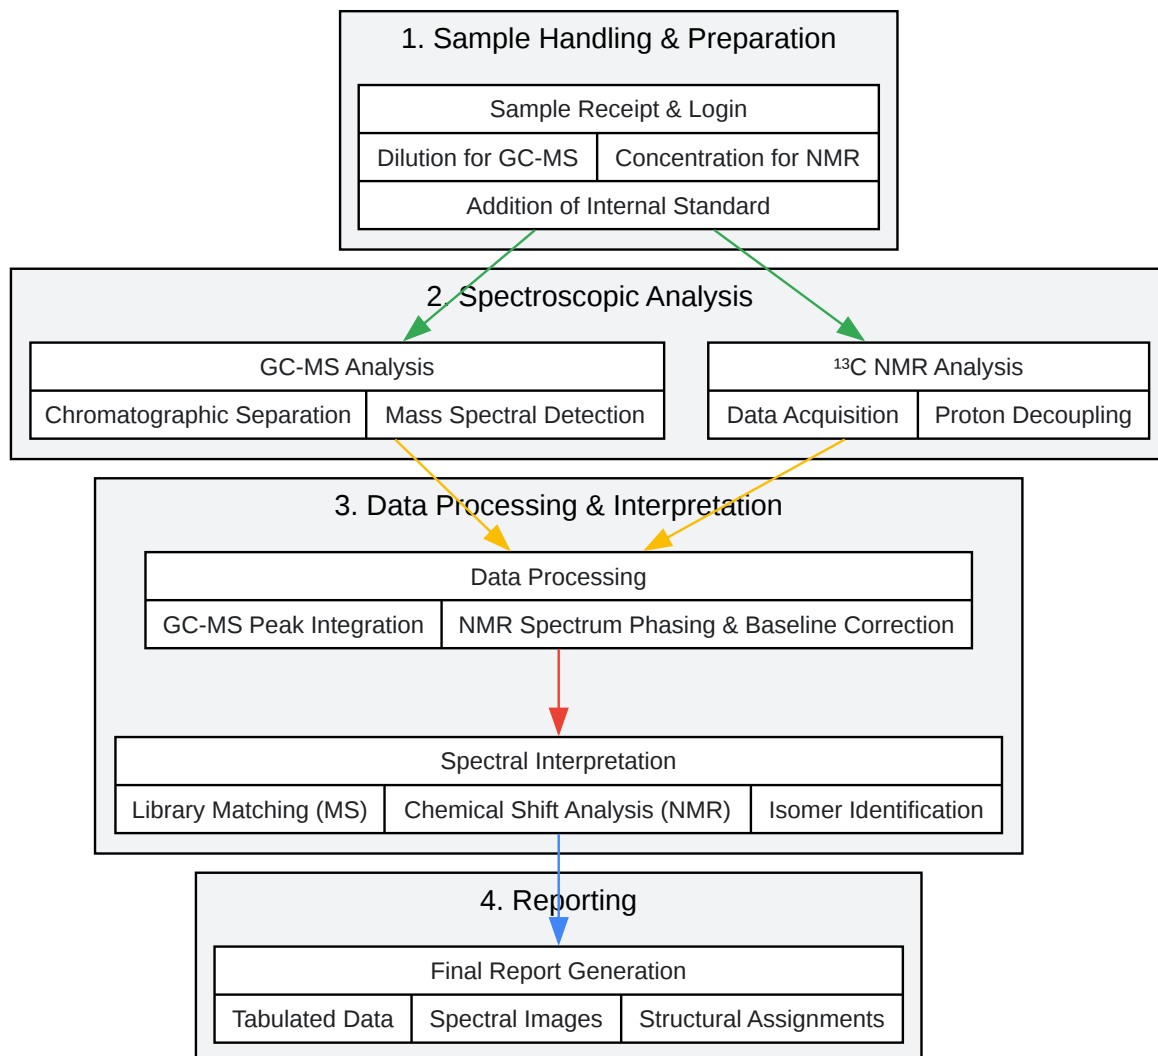 1. Sample Handling & Preparation
Sample Receipt & Login
Dilution for GC-MS
Concentration for NMR
Addition of Internal Standard
2. Spectroscopic Analysis
GC-MS Analysis
Chromatographic Separation
Mass Spectral Detection
¹³C NMR Analysis
Data Acquisition
Proton Decoupling
3. Data Processing & Interpretation
Data Processing
GC-MS Peak Integration
NMR Spectrum Phasing & Baseline Correction
Spectral Interpretation
Library Matching (MS)
Chemical Shift Analysis (NMR)
Isomer Identification
4. Reporting
Final Report Generation
Tabulated Data
Spectral Images
Structural Assignments